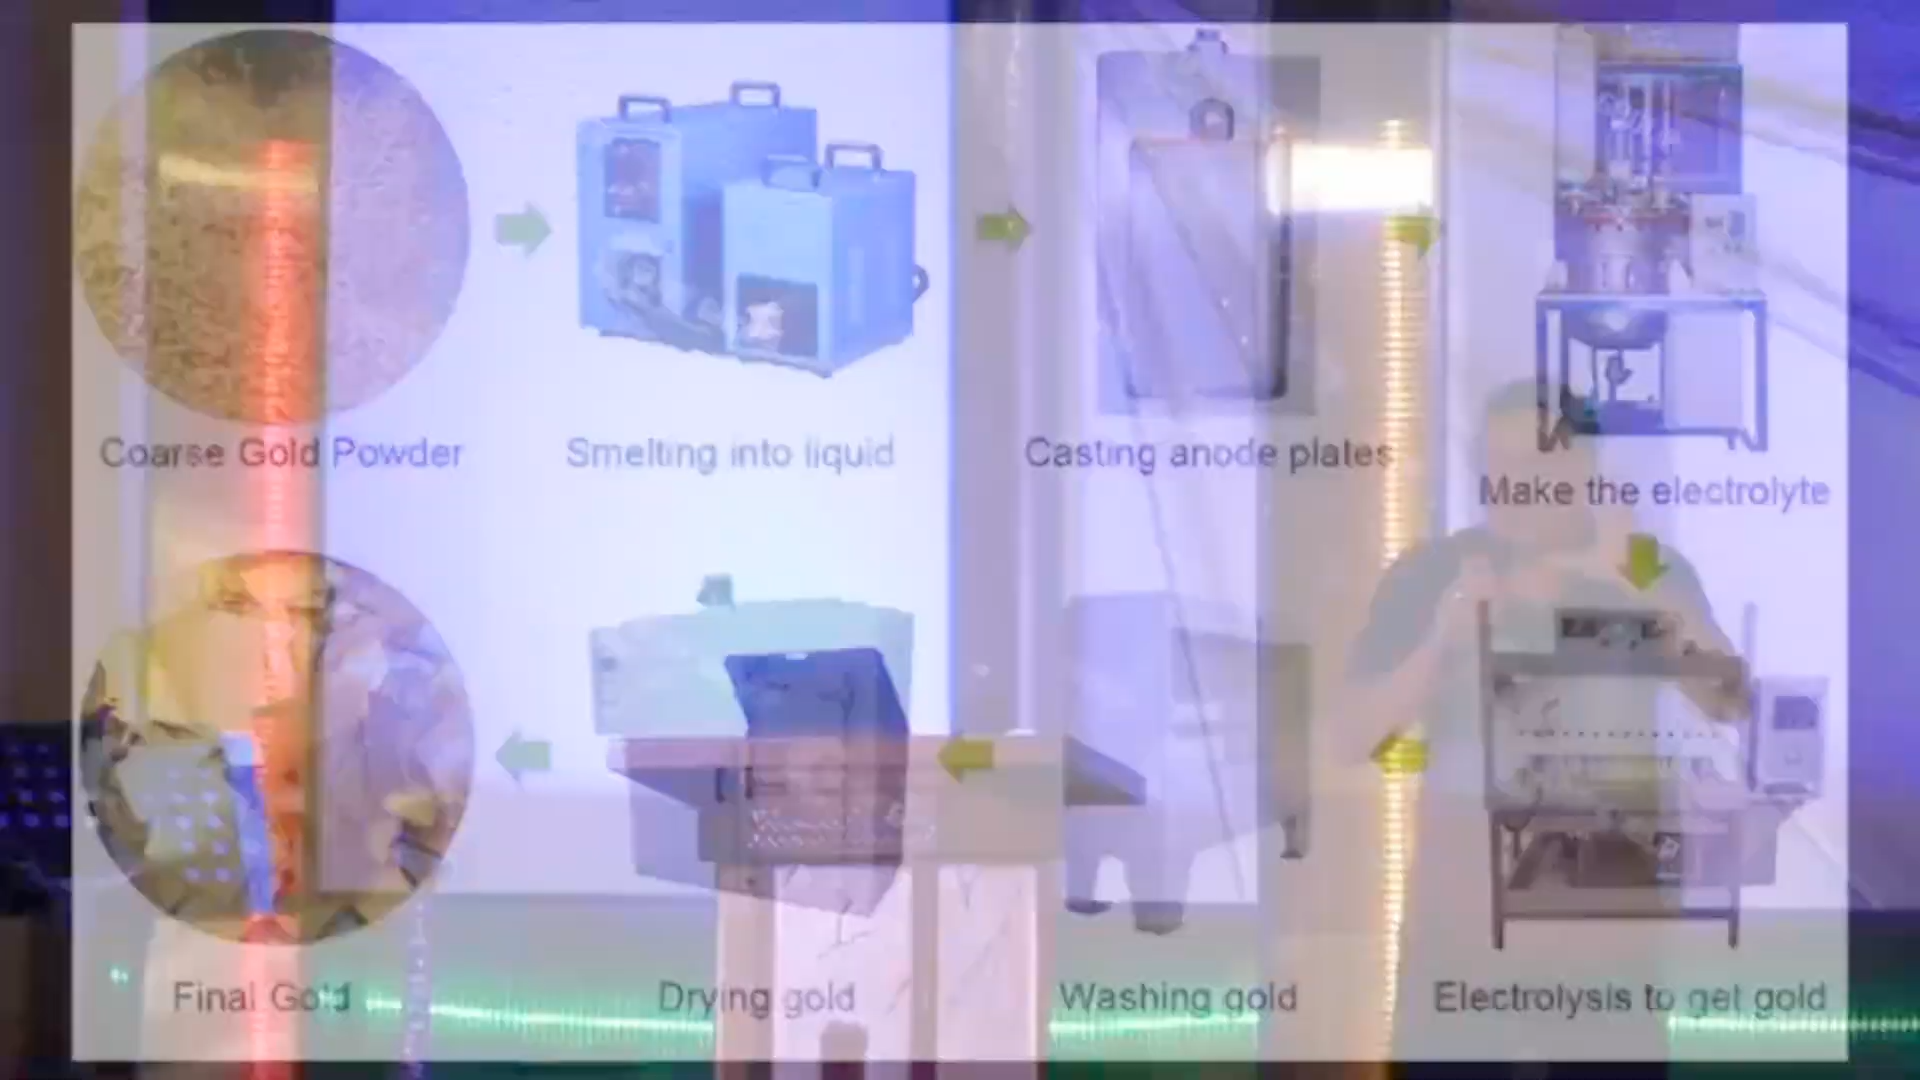 Coarse Gold Powder
Smelting into liquid
Casting anode plates
Make the electrolyte
Final Gold
Drying gold
Washing gold
Electrolysis to get gold